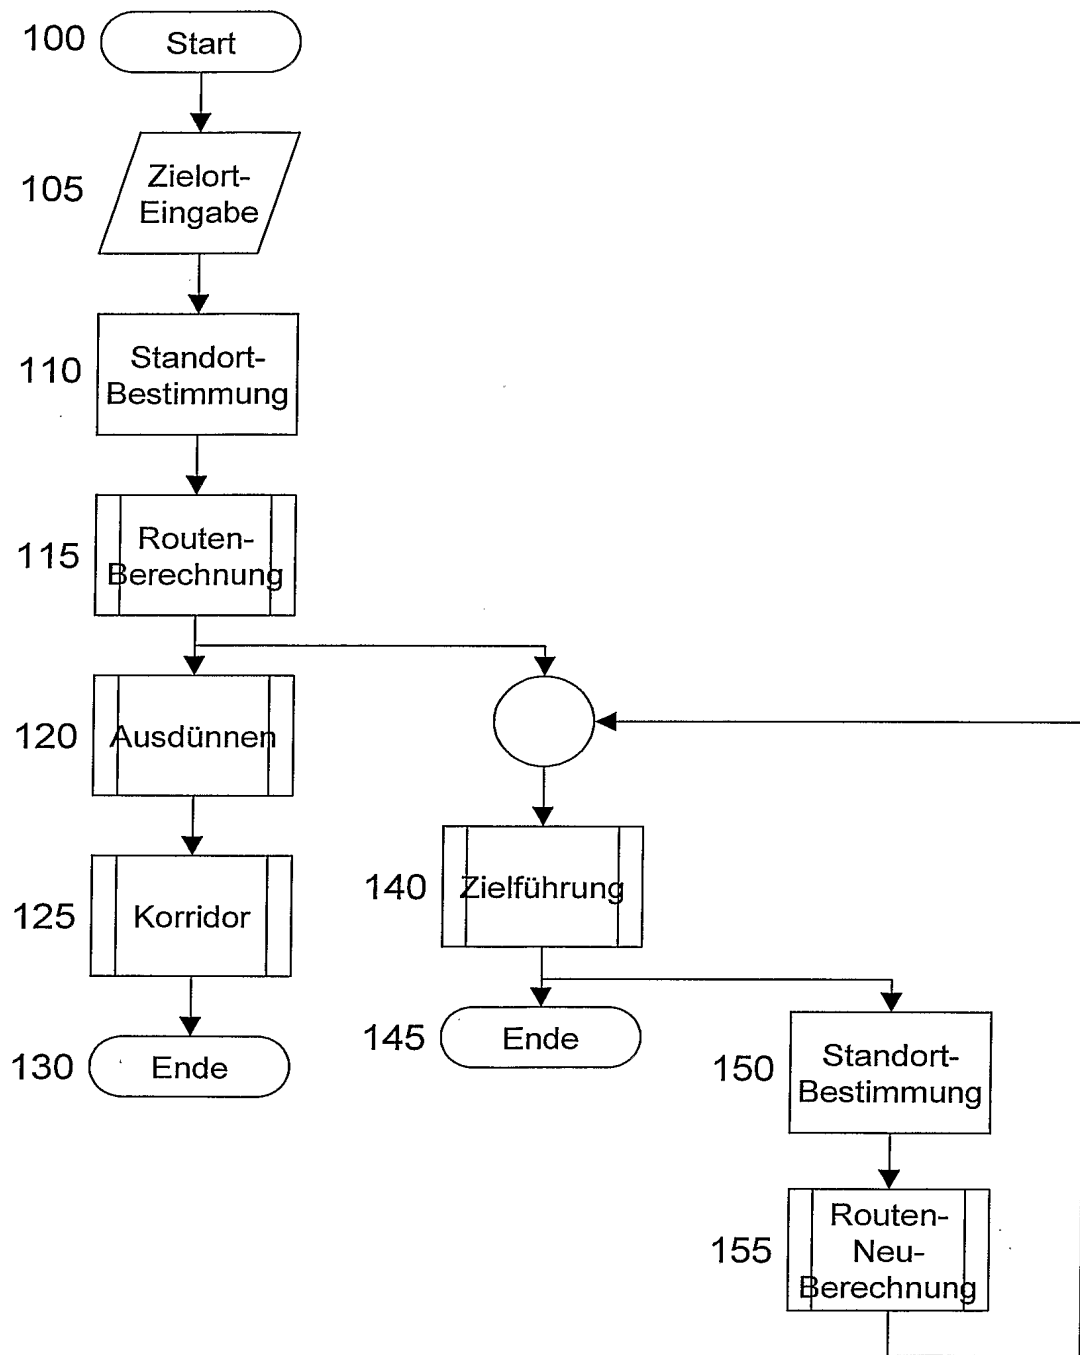 100
Start
105
Zielort-
Eingabe
110
Standort-
Bestimmung
115
Routen-
Berechnung
120
Ausdünnen
125
Korridor
130
Ende
140
Zielführung
145
Ende
150
Standort-
Bestimmung
155
Routen-
Neu-
Berechnung